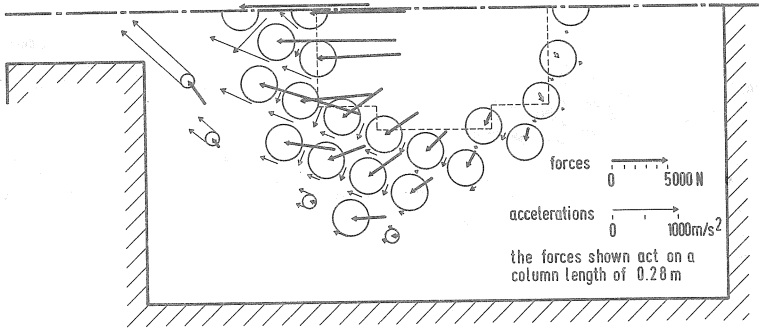 forces
0 5000 N
accelerations
0 1000m/s²
the forces shown act on a
column length of 0.28 m